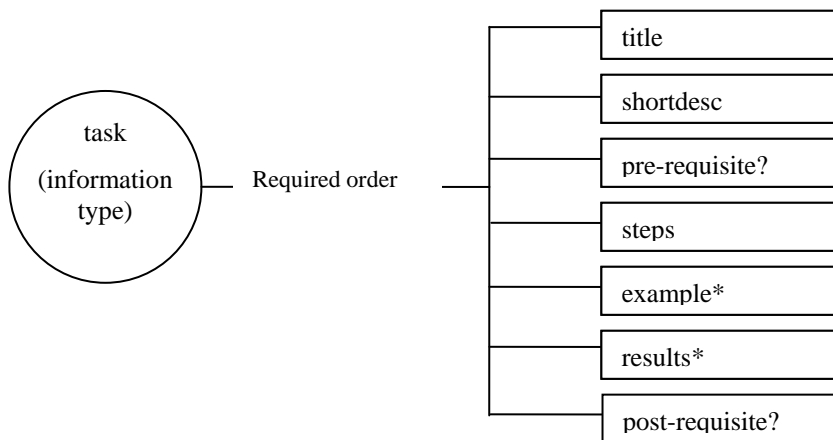 task
(information
type)
Required order
title
shortdesc
pre-requisite?
steps
example*
results*
post-requisite?